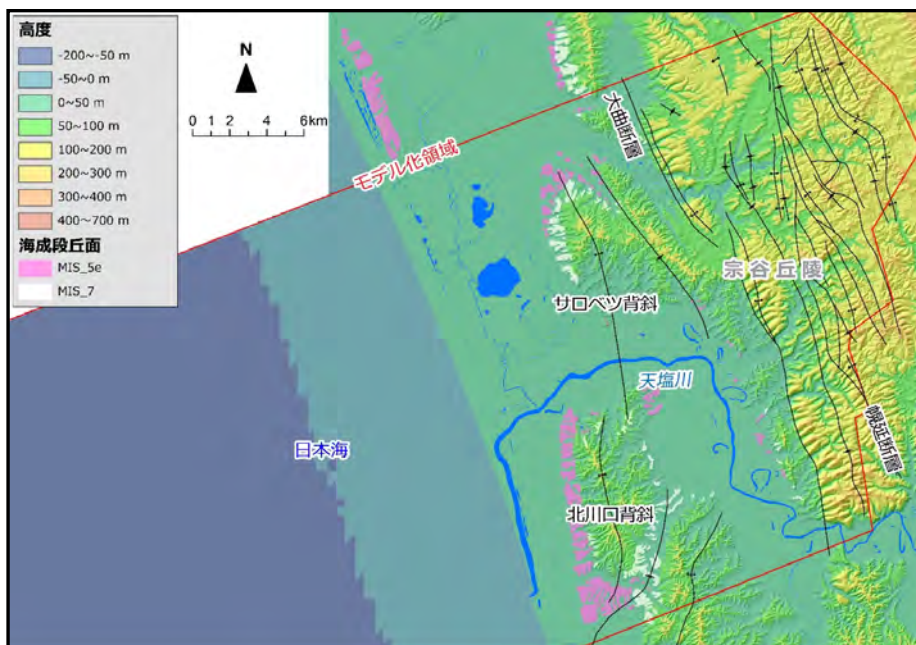 高度
-200~-50 m
-50~0 m
0~50 m
50~100 m
100~200 m
200~300 m
300~400 m
400~700 m
海成段丘面
MIS_5e
MIS_7
N
0 1 2 4 6km
モデル化領域
大曲断層
宗谷丘陵
サロベツ背斜
天塩川
日本海
幌延断層
北川口背斜